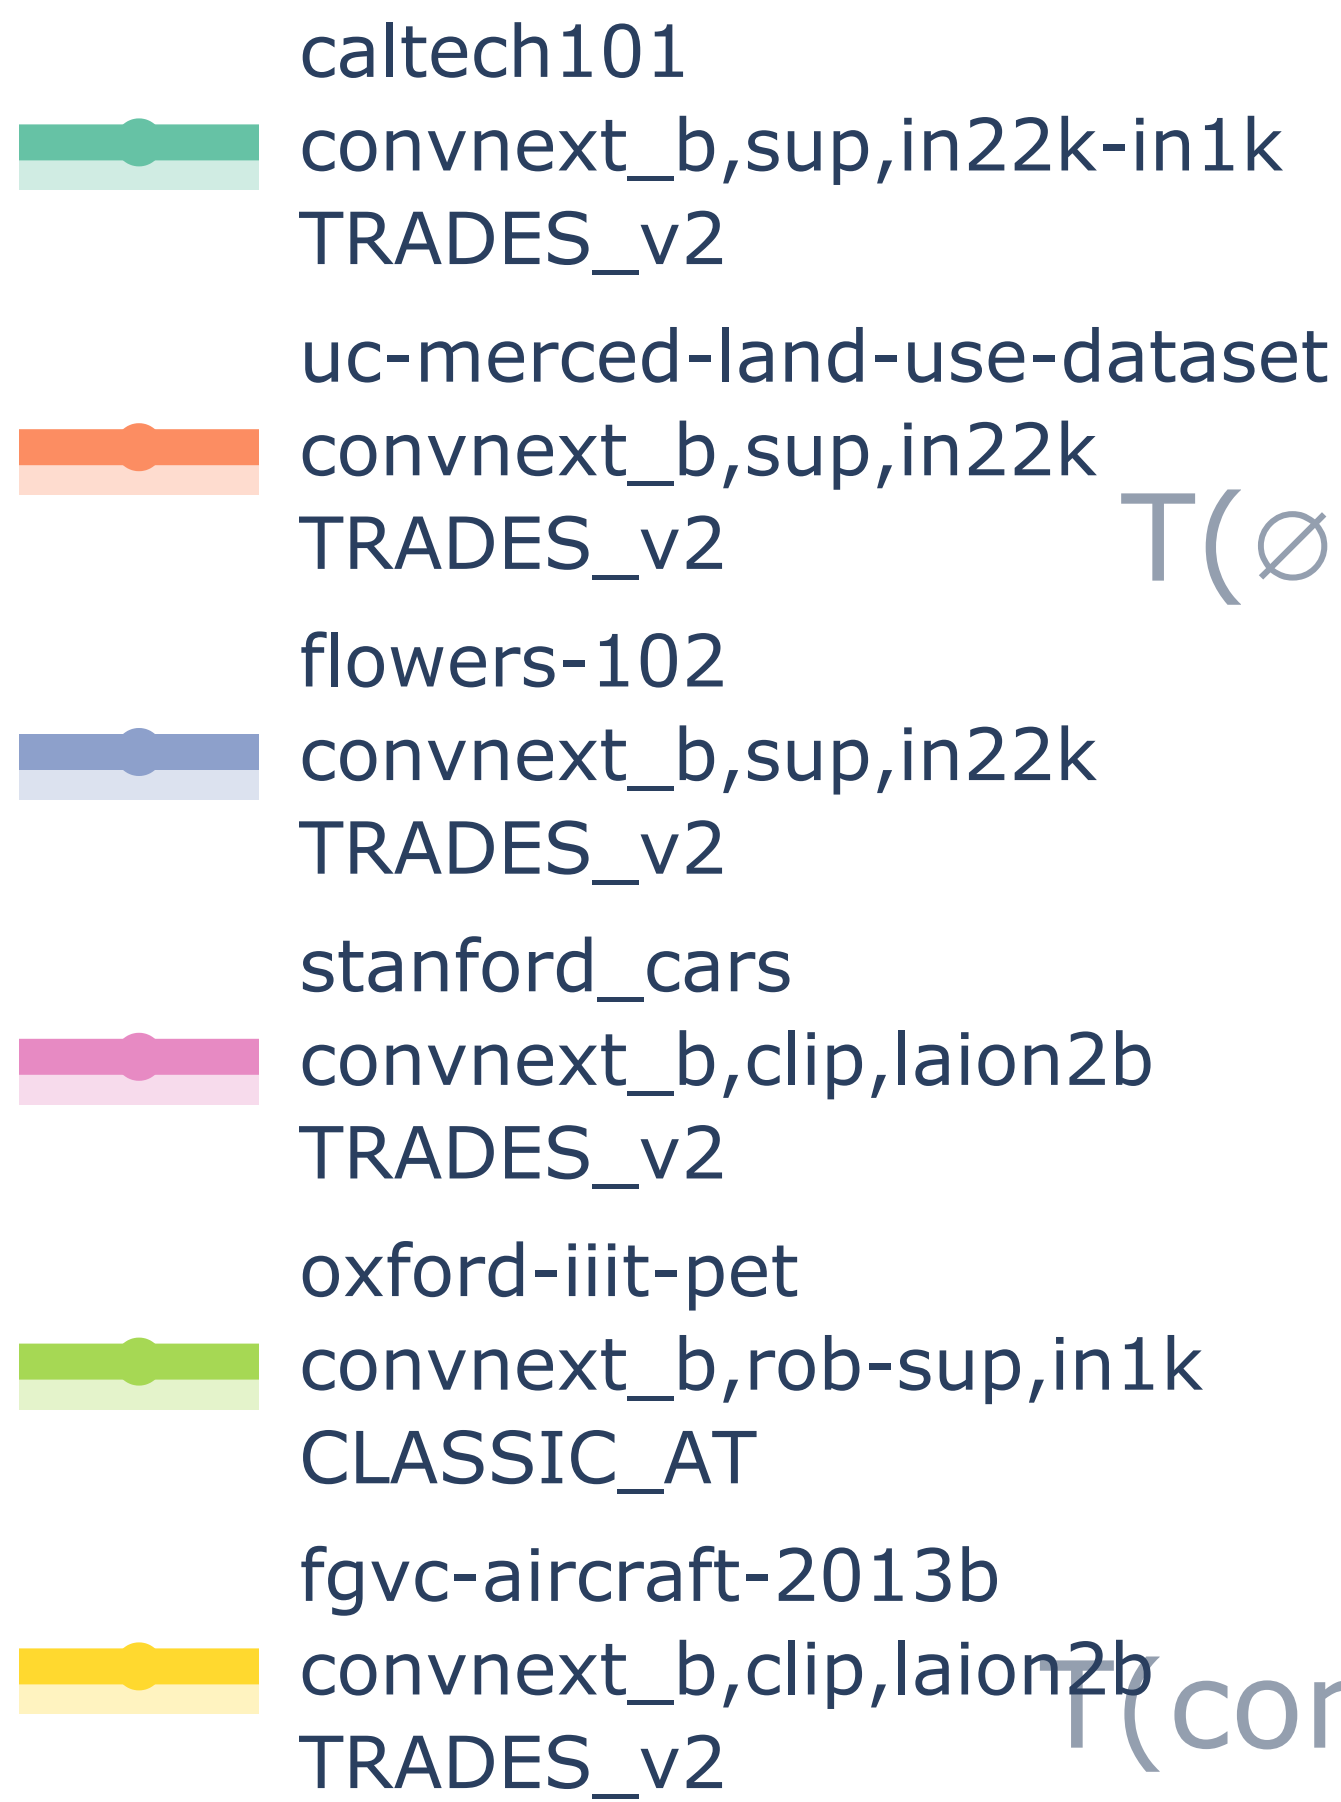 caltech101
convnext_b,sup,in22k-in1k
TRADES_v2
uc-merced-land-use-dataset
convnext_b,sup,in22k
TRADES_v2
T(∅
flowers-102
convnext_b,sup,in22k
TRADES_v2
stanford_cars
convnext_b,clip,laion2b
TRADES_v2
oxford-iiit-pet
convnext_b,rob-sup,in1k
CLASSIC_AT
fgvc-aircraft-2013b
convnext_b,clip,laion2b
TRADES_v2